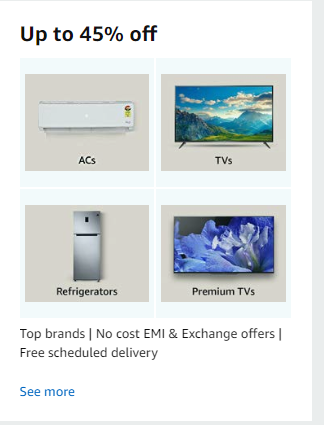 Up to 45% off
ACs
TVs
Refrigerators
Premium TVs
Top brands | No cost EMI & Exchange offers |
Free scheduled delivery
See more